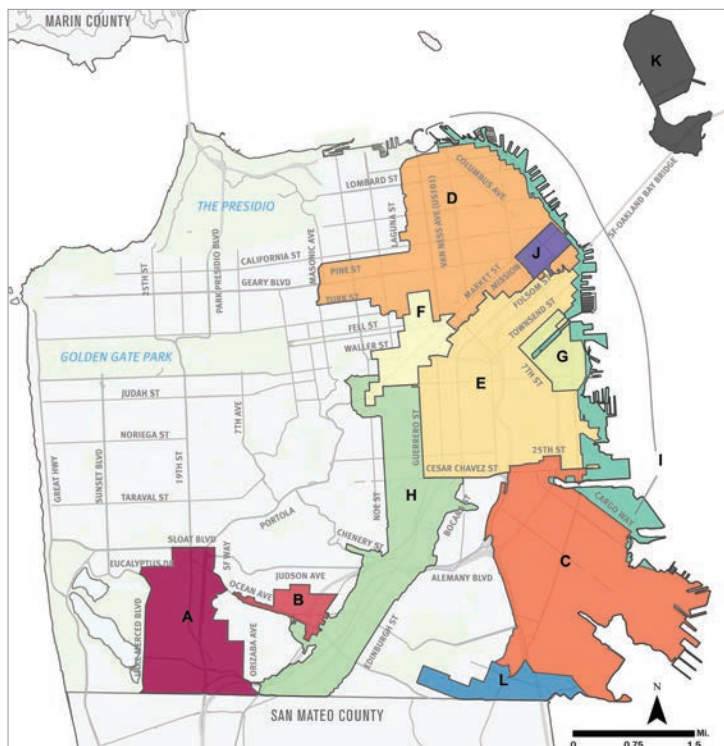 MARIN COUNTY
K
SF-OAKLAND BAY BRIDGE
COLUMBUS AVE
LOMBARD ST
D
THE PRESIDIO
LAGUNA ST
VAN NESS AVE(US101)
MASONIC AVE
CALIFORNIA ST
PARK PRESIDIO BLVD
25TH ST
GEARY BLVD
PINE ST
J
MARKET ST
MISSION
FOLSOM ST
TURK ST
F
TOWNSEND ST
FELL ST
WALLER ST
GOLDEN GATE PARK
G
7TH ST
E
JUDAH ST
7TH AVE
GUERRERO ST
NORIEGA ST
19TH ST
GREAT HWY
SUNSET BLVD
25TH ST
CESAR CHAVEZ ST
I
H
TARAVAL ST
NOE ST
PORTOLA
CARGO WAY
SLOAT BLVD
CHENERY ST
EUCALYPTUS DR
SF WAY
JUDSON AVE
ALEMANY BLVD
C
OCEAN AVE
B
A
ORIZABA AVE
EDINBURGH ST
LAKE MERCED BLVD
L
N
SAN MATEO COUNTY
Mi.
0 0.75 1.5